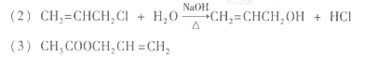 (2) CH₂=CHCH₂Cl + H₂O NaOH→△ CH₂=CHCH₂OH + HCl
(3) CH₃COOCH₂CH=CH₂